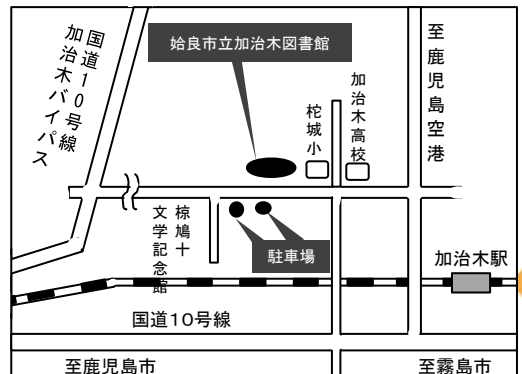 国道10号線
加治木バイパス
姶良市立加治木図書館
柁城小
加治木高校
至鹿児島空港
椋鳩十
文学記念館
駐車場
加治木駅
国道10号線
至鹿児島市
至霧島市